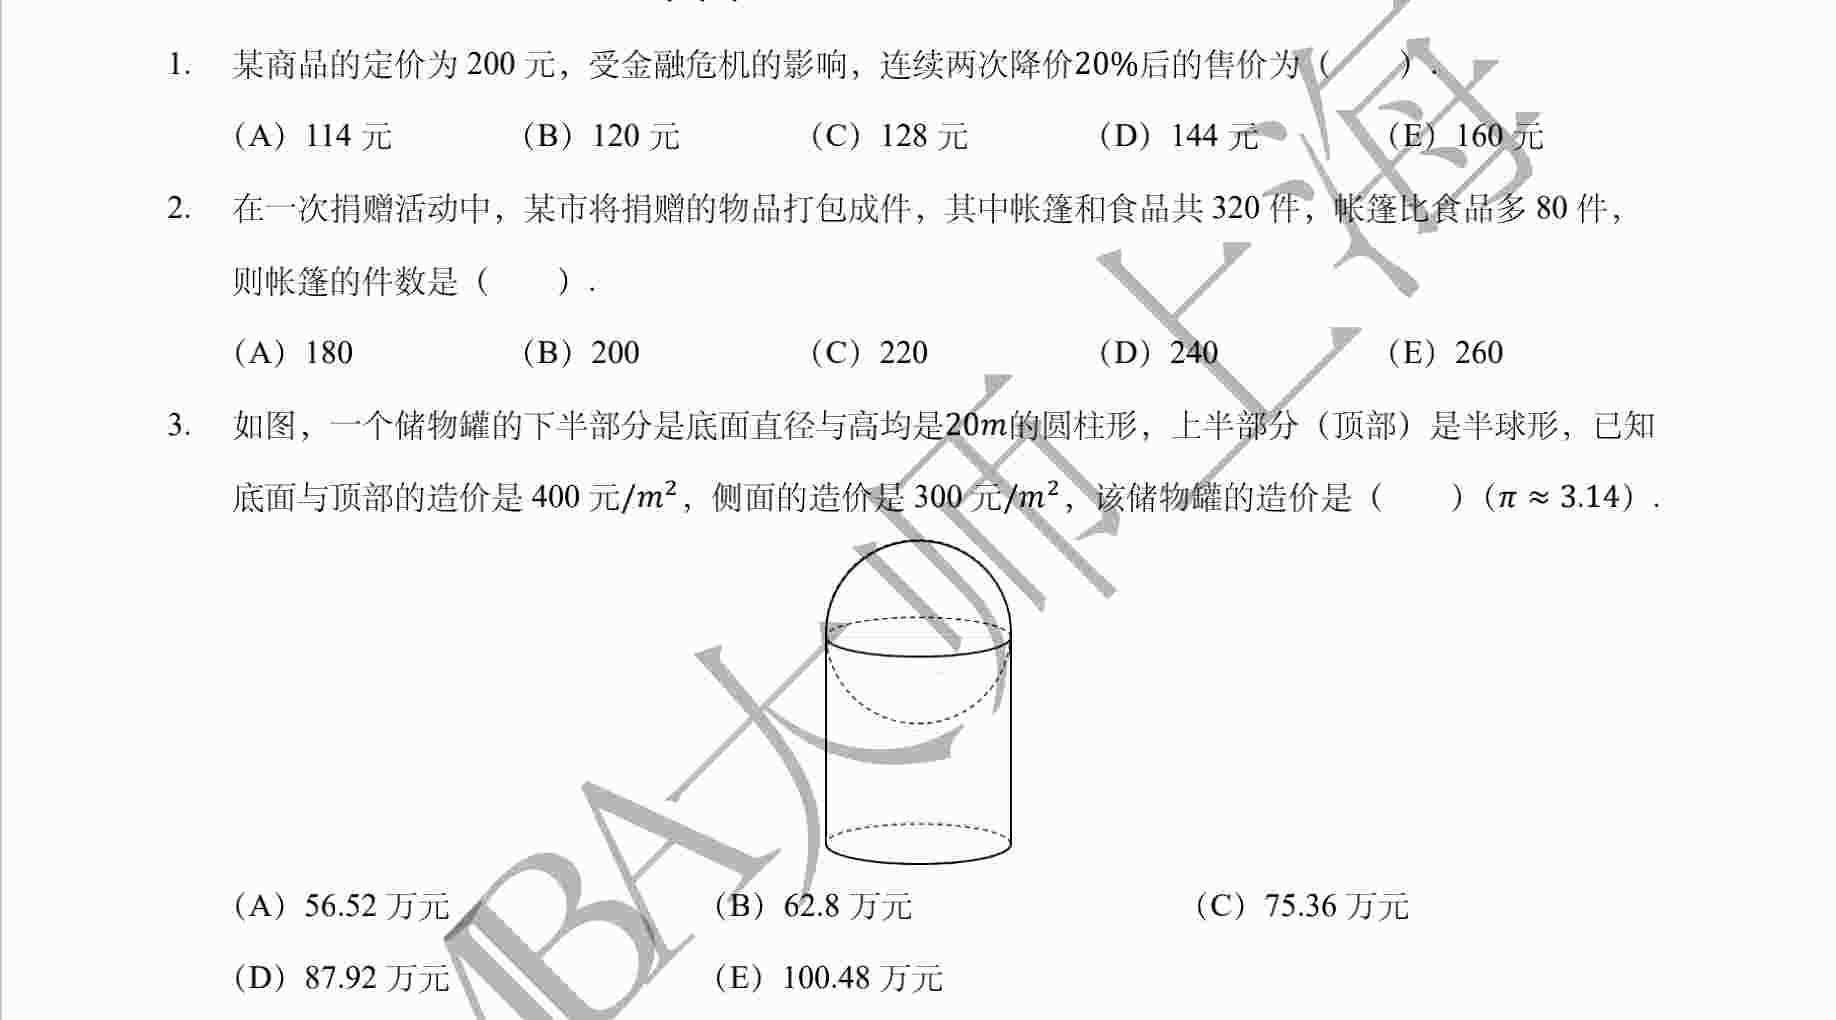 1. 某商品的定价为 200 元，受金融危机的影响，连续两次降价20%后的售价为（　　）.
（A）114 元 （B）120 元 （C）128 元 （D）144 元 （E）160 元
2. 在一次捐赠活动中，某市将捐赠的物品打包成件，其中帐篷和食品共 320 件，帐篷比食品多 80 件，
则帐篷的件数是（　　）.
（A）180 （B）200 （C）220 （D）240 （E）260
3. 如图，一个储物罐的下半部分是底面直径与高均是20m的圆柱形，上半部分（顶部）是半球形，已知
底面与顶部的造价是 400 元/m²，侧面的造价是 300 元/m²，该储物罐的造价是（　　）（π ≈ 3.14）.
（A）56.52 万元 （B）62.8 万元 （C）75.36 万元
（D）87.92 万元 （E）100.48 万元
MBA大师上海